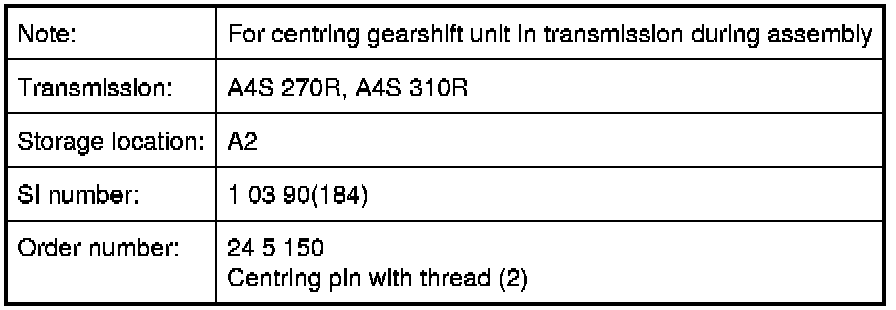 Note: For centring gearshift unit in transmission during assembly
Transmission: A4S 270R, A4S 310R
Storage location: A2
SI number: 1 03 90(184)
Order number: 24 5 150
Centring pin with thread (2)